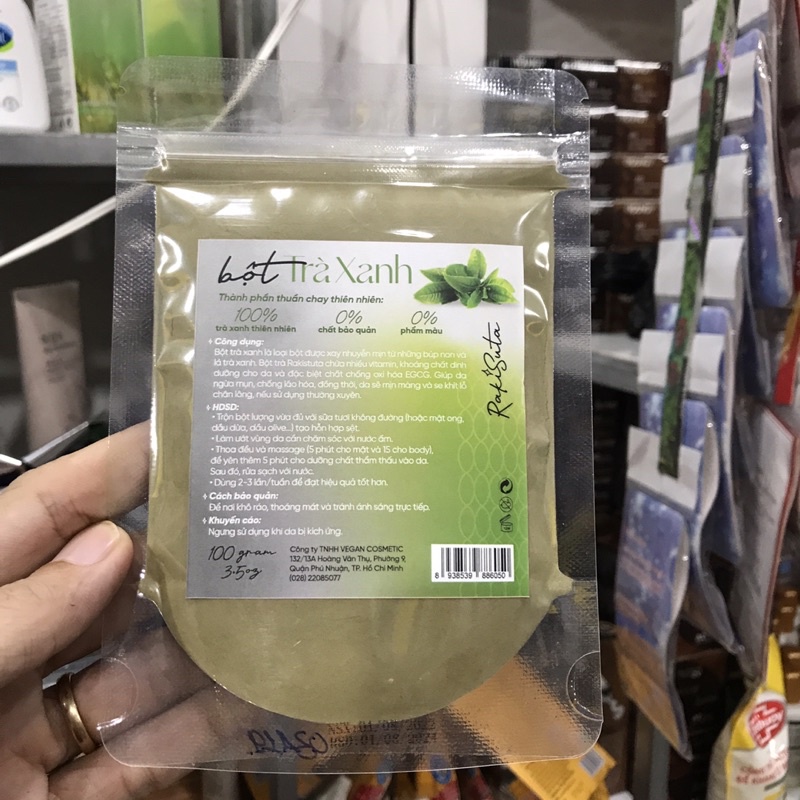 bột Trà Xanh
Thành phần thuần chay thiên nhiên:
100% 0% 0%
trà xanh thiên nhiên chất bảo quản phẩm màu
RakiSuta
Công dụng:
Bột trà xanh là loại bột được xay nhuyễn mịn từ những búp non và
lá trà xanh. Bột trà Rakistuta chứa nhiều vitamin, khoáng chất dinh
dưỡng cho da và đặc biệt chất chống oxi hóa EGCG. Giúp da
ngừa mụn, chống lão hóa, đồng thời, da sẽ mịn màng và se khít lỗ
chân lông, nếu sử dụng thường xuyên.
HDSD:
• Trộn bột lượng vừa đủ với sữa tươi không đường (hoặc mật ong,
dầu dừa, dầu olive...) tạo hỗn hợp sệt.
• Làm ướt vùng da cần chăm sóc với nước ấm.
• Thoa đều và massage (5 phút cho mặt và 15 cho body),
để yên thêm 5 phút cho dưỡng chất thẩm thấu vào da.
Sau đó, rửa sạch với nước.
• Dùng 2-3 lần/tuần để đạt hiệu quả tốt hơn.
Cách bảo quản:
Để nơi khô ráo, thoáng mát và tránh ánh sáng trực tiếp.
Khuyến cáo:
Ngưng sử dụng khi da bị kích ứng.
100 gram
3.5oz
Công ty TNHH VEGAN COSMETIC
132/13A Hoàng Văn Thụ, Phường 9,
Quận Phú Nhuận, TP. Hồ Chí Minh
(028) 22085077
8 938539 886050